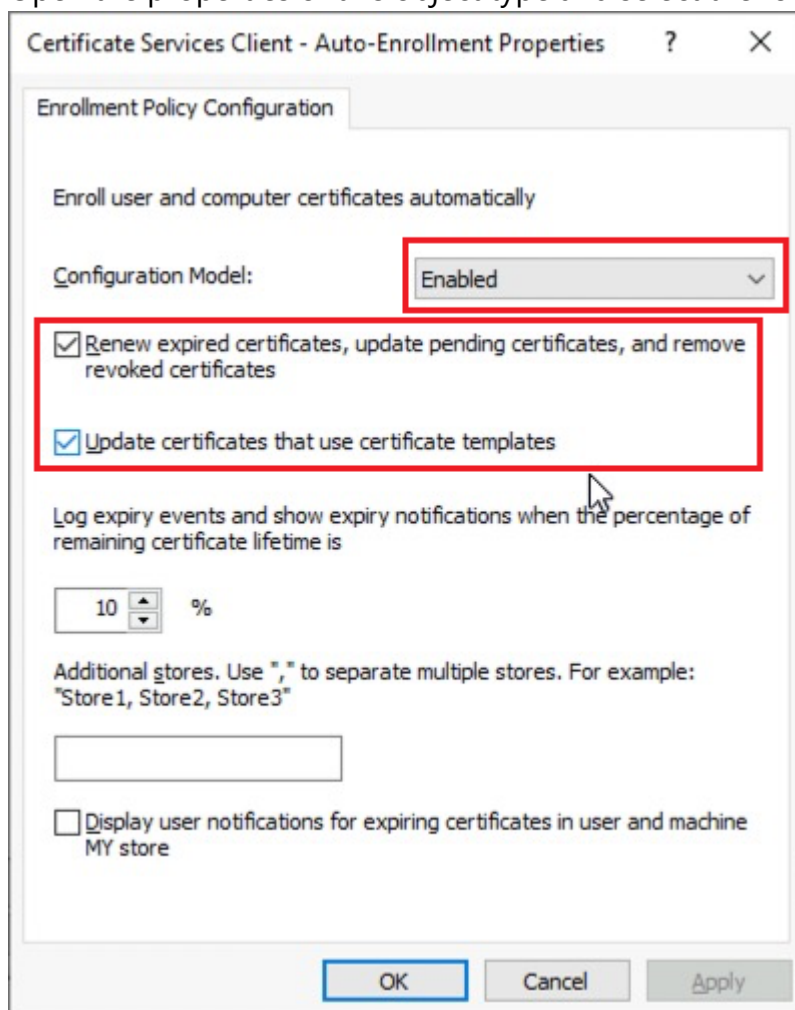 Certificate Services Client - Auto-Enrollment Properties ? ×
Enrollment Policy Configuration
Enroll user and computer certificates automatically
Configuration Model: Enabled
Renew expired certificates, update pending certificates, and remove
revoked certificates
Update certificates that use certificate templates
Log expiry events and show expiry notifications when the percentage of
remaining certificate lifetime is
10 %
Additional stores. Use "," to separate multiple stores. For example:
"Store1, Store2, Store3"
Display user notifications for expiring certificates in user and machine
MY store
OK Cancel Apply